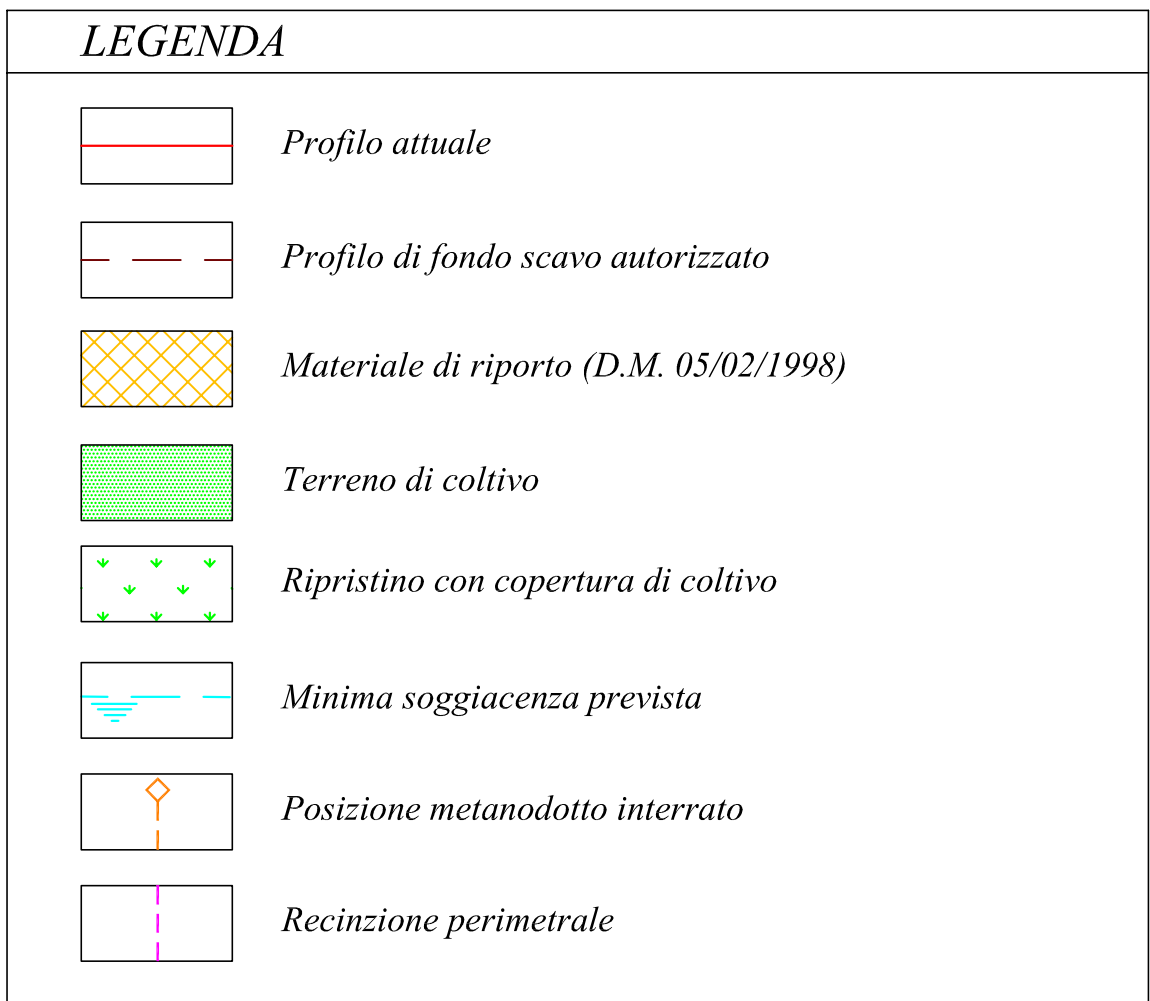 LEGENDA
Profilo attuale
Profilo di fondo scavo autorizzato
Materiale di riporto (D.M. 05/02/1998)
Terreno di coltivo
Ripristino con copertura di coltivo
Minima soggiacenza prevista
Posizione metanodotto interrato
Recinzione perimetrale